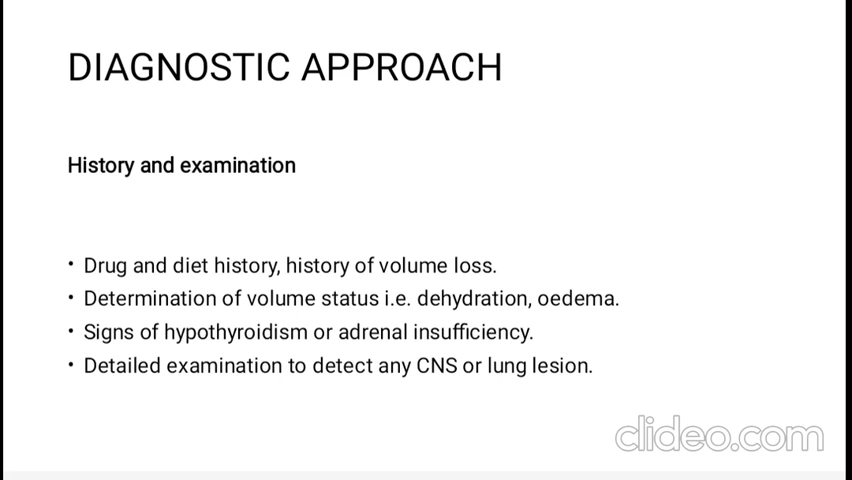 DIAGNOSTIC APPROACH
History and examination
• Drug and diet history, history of volume loss.
• Determination of volume status i.e. dehydration, oedema.
• Signs of hypothyroidism or adrenal insufficiency.
• Detailed examination to detect any CNS or lung lesion.
clideo.com